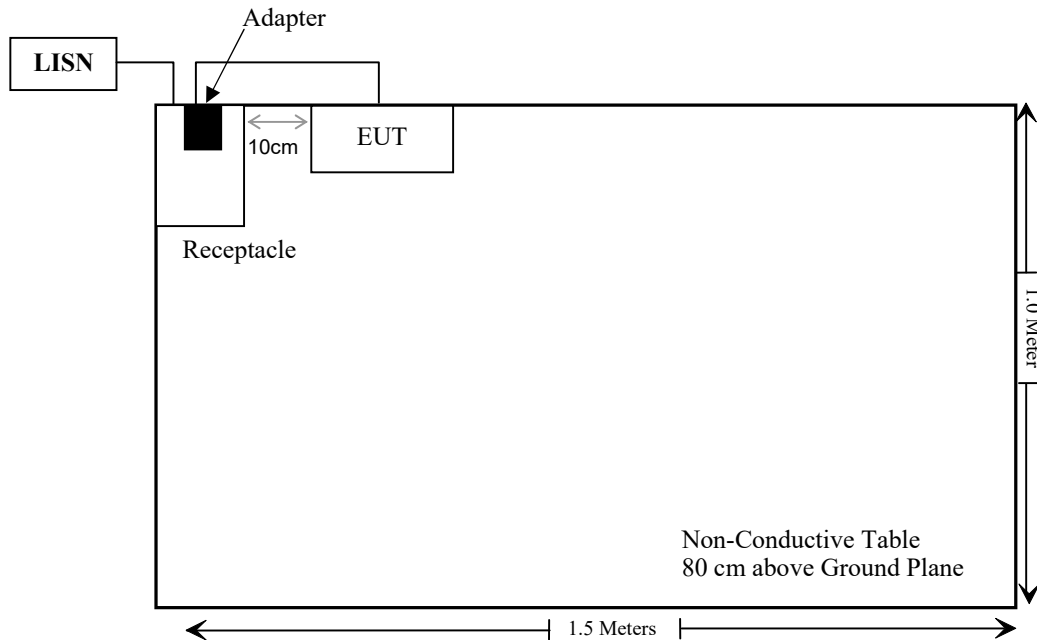 Adapter
LISN
10cm
EUT
Receptacle
1.0 Meter
Non-Conductive Table
80 cm above Ground Plane
1.5 Meters